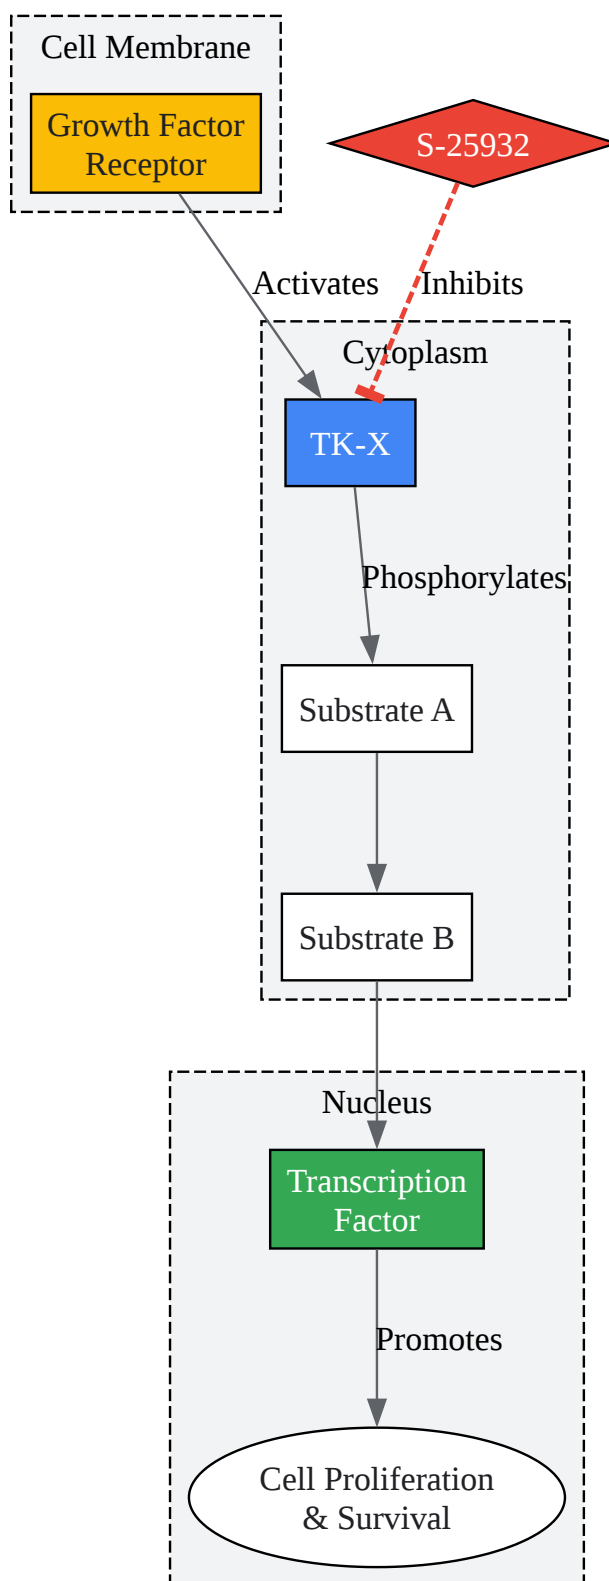 Cell Membrane
Growth Factor
Receptor
S-25932
Activates
Inhibits
Cytoplasm
TK-X
Phosphorylates
Substrate A
Substrate B
Nucleus
Transcription
Factor
Promotes
Cell Proliferation
& Survival